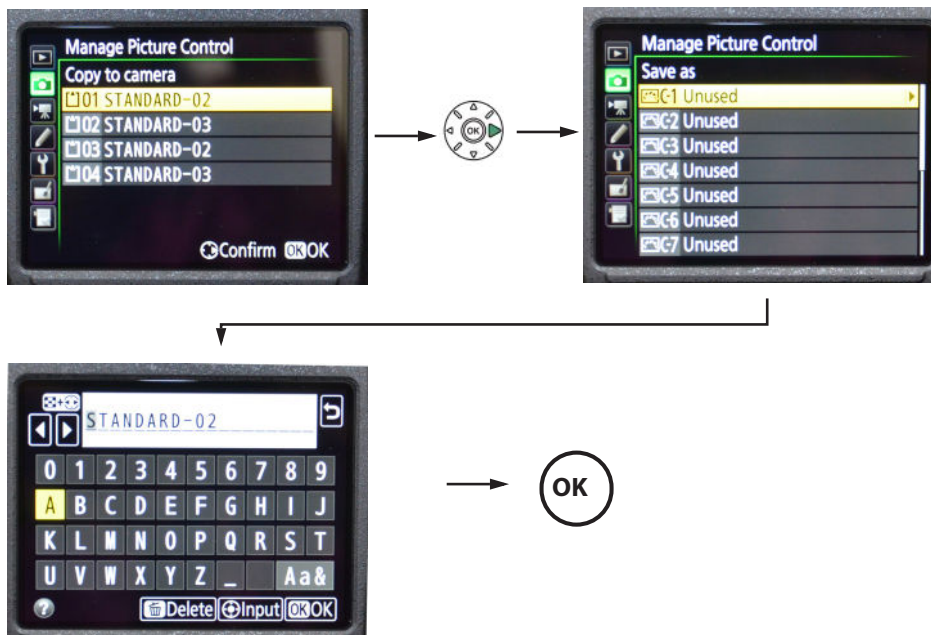 Manage Picture Control
Copy to camera
01 STANDARD-02
02 STANDARD-03
03 STANDARD-02
04 STANDARD-03
Confirm OK OK
OK
Manage Picture Control
Save as
C-1 Unused
C-2 Unused
C-3 Unused
C-4 Unused
C-5 Unused
C-6 Unused
C-7 Unused
STANDARD-02
0 1 2 3 4 5 6 7 8 9
A B C D E F G H I J
K L M N O P Q R S T
U V W X Y Z _ Aa&
? Delete Input OK OK
OK